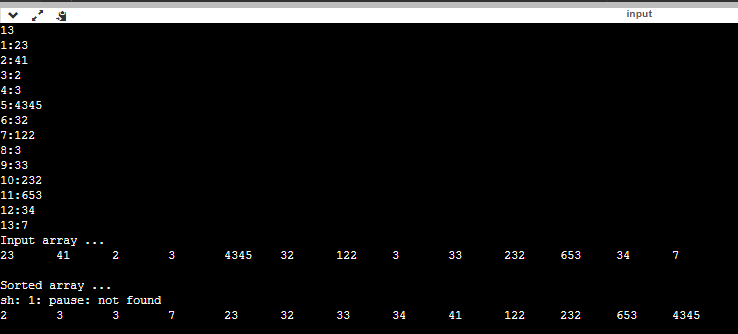 input
13
1:23
2:41
3:2
4:3
5:4345
6:32
7:122
8:3
9:33
10:232
11:653
12:34
13:7
Input array ...
23 41 2 3 4345 32 122 3 33 232 653 34 7
Sorted array ...
sh: 1: pause: not found
2 3 3 7 23 32 33 34 41 122 232 653 4345